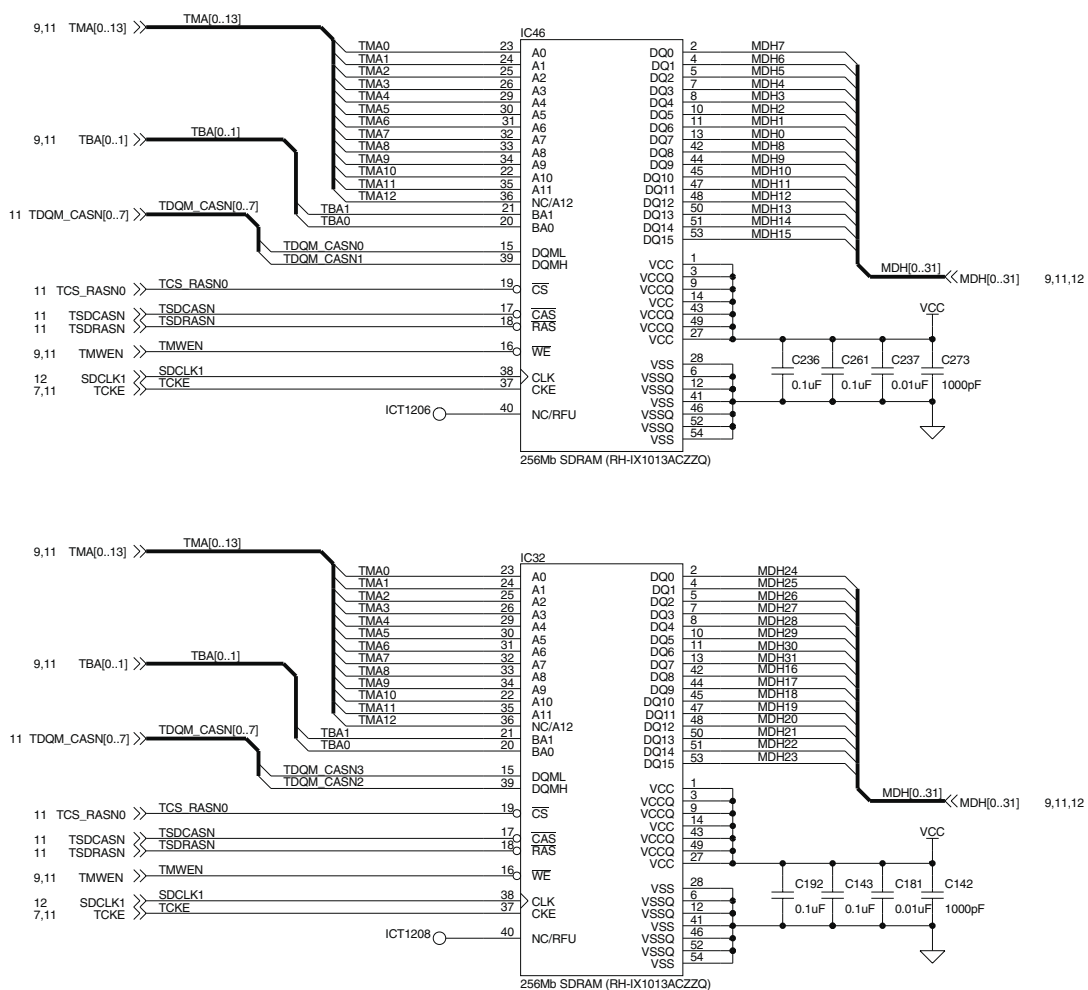 TMA[0..13]
9,11 TMA[0..13]
IC46
TMA0 23 A0 DQ0 2 MDH7
TMA1 24 A1 DQ1 4 MDH6
TMA2 25 A2 DQ2 5 MDH5
TMA3 26 A3 DQ3 7 MDH4
TMA4 29 A4 DQ4 8 MDH3
TMA5 30 A5 DQ5 10 MDH2
TMA6 31 A6 DQ6 11 MDH1
TBA[0..1]
9,11 TBA[0..1]
TMA7 32 A7 DQ7 13 MDH0
TMA8 33 A8 DQ8 42 MDH8
TMA9 34 A9 DQ9 44 MDH9
TMA10 22 A10 DQ10 45 MDH10
TMA11 35 A11 DQ11 47 MDH11
TMA12 36 NC/A12 DQ12 48 MDH12
11 TDQM_CASN[0..7] TDQM_CASN[0..7]
TBA1 21 BA1 DQ13 50 MDH13
TBA0 20 BA0 DQ14 51 MDH14
DQ15 53 MDH15
TDQM_CASN0 15 DQML
TDQM_CASN1 39 DQMH VCC 1
VCCQ 3
MDH[0..31]
MDH[0..31] 9,11,12
11 TCS_RASN0 TCS_RASN0 19 CS VCCQ 9
VCC 14
11 TSDCASN TSDCASN 17 CAS VCCQ 43
11 TSDRASN TSDRASN 18 RAS VCCQ 49
VCC
VCC 27
9,11 TMWEN TMWEN 16 WE
VSS 28
12 SDCLK1 SDCLK1 38 CLK VSSQ 6
7,11 TCKE TCKE 37 CKE VSSQ 12
C236 C261 C237 C273
0.1uF 0.1uF 0.01uF 1000pF
VSS 41
ICT1206 40 NC/RFU VSSQ 46
VSSQ 52
VSS 54
256Mb SDRAM (RH-IX1013ACZZQ)
TMA[0..13]
9,11 TMA[0..13]
IC32
TMA0 23 A0 DQ0 2 MDH24
TMA1 24 A1 DQ1 4 MDH25
TMA2 25 A2 DQ2 5 MDH26
TMA3 26 A3 DQ3 7 MDH27
TMA4 29 A4 DQ4 8 MDH28
TMA5 30 A5 DQ5 10 MDH29
TMA6 31 A6 DQ6 11 MDH30
TBA[0..1]
9,11 TBA[0..1]
TMA7 32 A7 DQ7 13 MDH31
TMA8 33 A8 DQ8 42 MDH16
TMA9 34 A9 DQ9 44 MDH17
TMA10 22 A10 DQ10 45 MDH18
TMA11 35 A11 DQ11 47 MDH19
TMA12 36 NC/A12 DQ12 48 MDH20
11 TDQM_CASN[0..7] TDQM_CASN[0..7]
TBA1 21 BA1 DQ13 50 MDH21
TBA0 20 BA0 DQ14 51 MDH22
DQ15 53 MDH23
TDQM_CASN3 15 DQML
TDQM_CASN2 39 DQMH VCC 1
VCCQ 3
MDH[0..31]
MDH[0..31] 9,11,12
11 TCS_RASN0 TCS_RASN0 19 CS VCCQ 9
VCC 14
11 TSDCASN TSDCASN 17 CAS VCCQ 43
11 TSDRASN TSDRASN 18 RAS VCCQ 49
VCC
VCC 27
9,11 TMWEN TMWEN 16 WE
VSS 28
12 SDCLK1 SDCLK1 38 CLK VSSQ 6
7,11 TCKE TCKE 37 CKE VSSQ 12
C192 C143 C181 C142
0.1uF 0.1uF 0.01uF 1000pF
VSS 41
ICT1208 40 NC/RFU VSSQ 46
VSSQ 52
VSS 54
256Mb SDRAM (RH-IX1013ACZZQ)